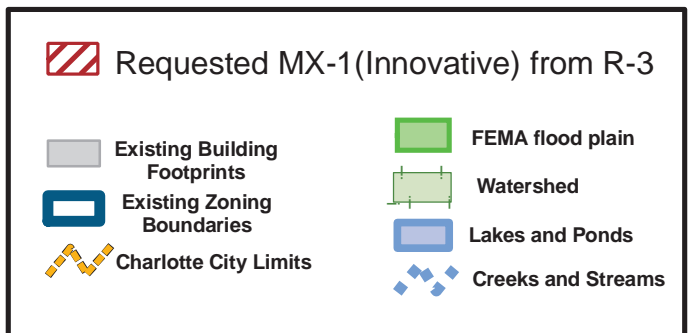 Requested MX-1(Innovative) from R-3
Existing Building
Footprints
Existing Zoning
Boundaries
Charlotte City Limits
FEMA flood plain
Watershed
Lakes and Ponds
Creeks and Streams